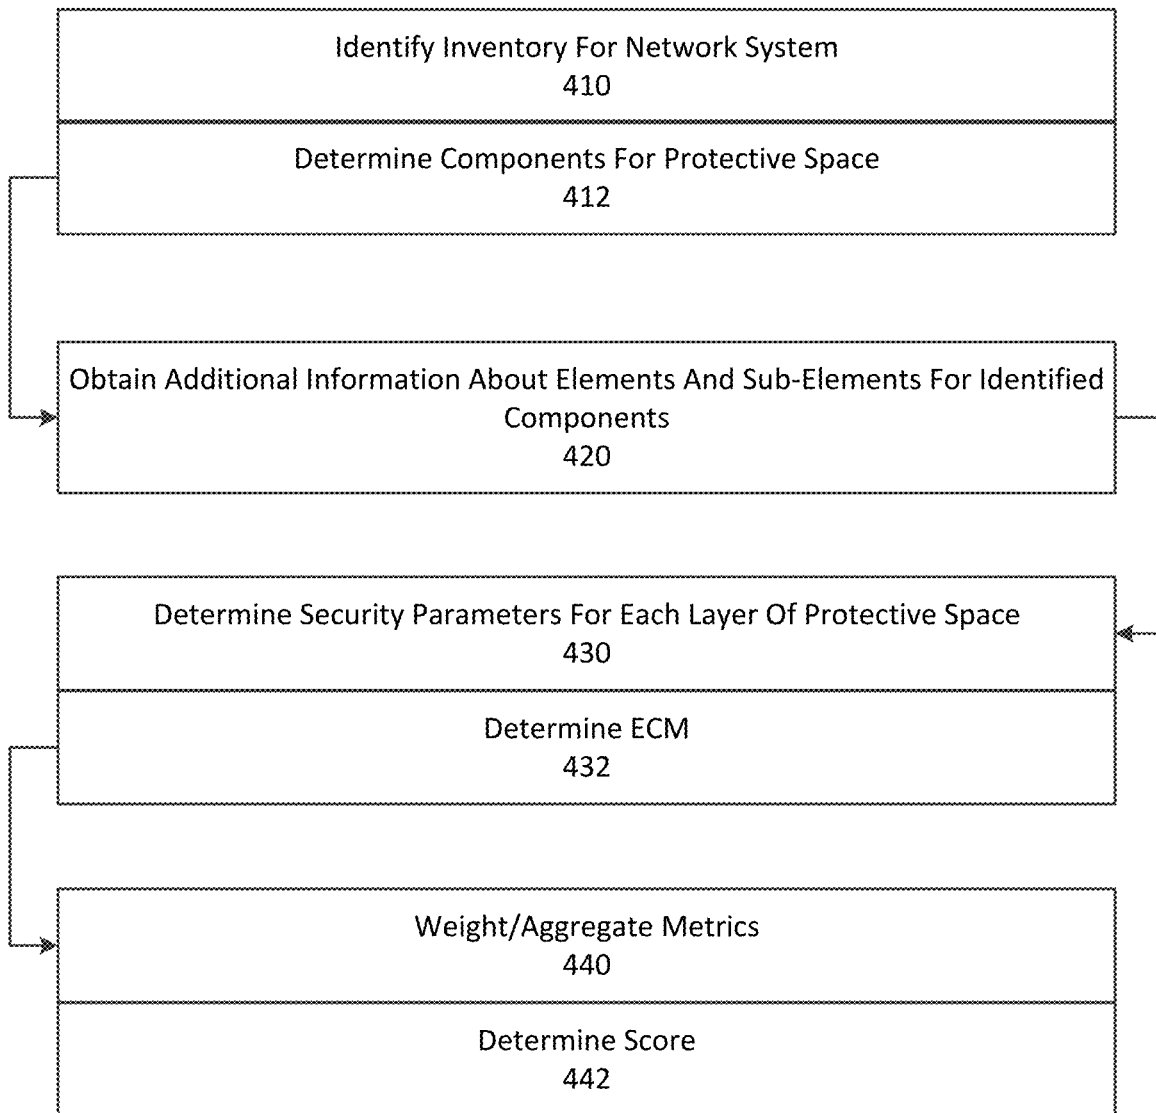 Identify Inventory For Network System
410
Determine Components For Protective Space
412
Obtain Additional Information About Elements And Sub-Elements For Identified
Components
420
Determine Security Parameters For Each Layer Of Protective Space
430
Determine ECM
432
Weight/Aggregate Metrics
440
Determine Score
442